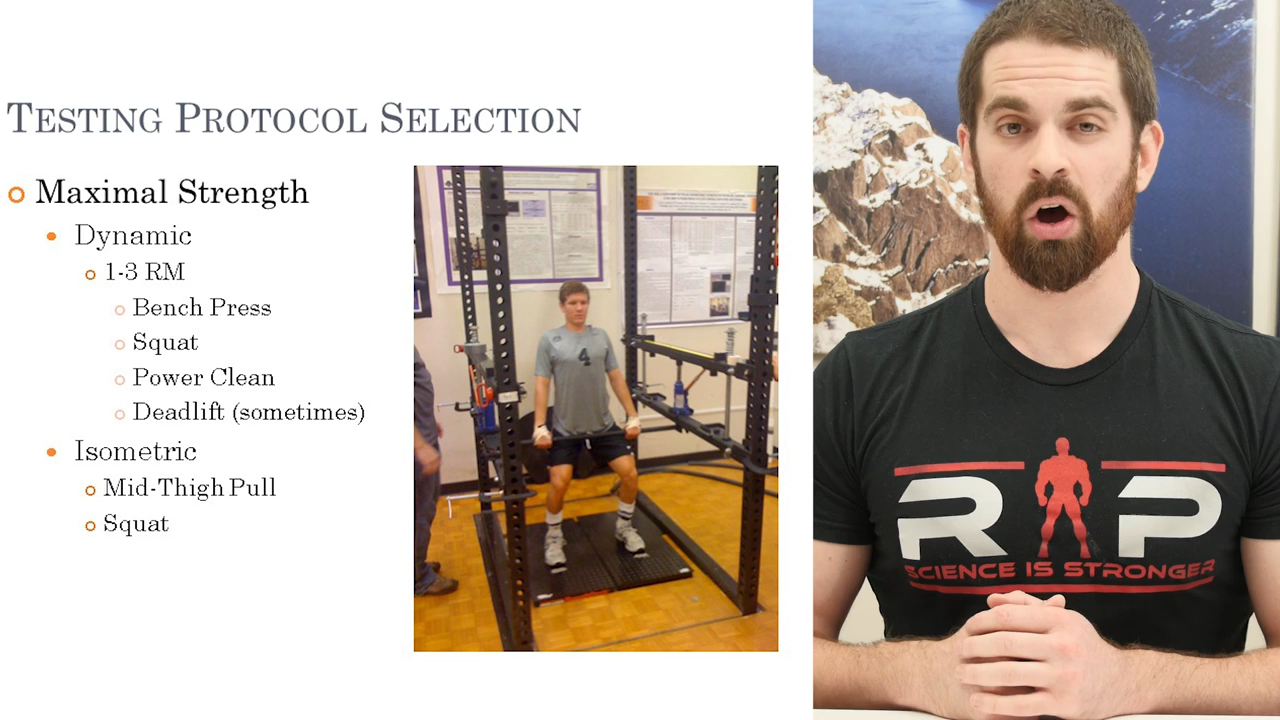 TESTING PROTOCOL SELECTION
Maximal Strength
Dynamic
1-3 RM
Bench Press
Squat
Power Clean
Deadlift (sometimes)
Isometric
Mid-Thigh Pull
Squat
4
R P
SCIENCE IS STRONGER